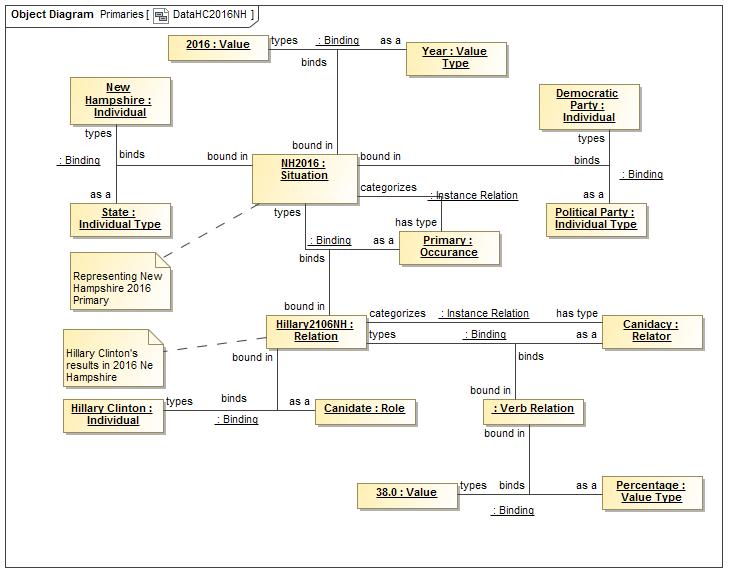 Object Diagram Primaries [ DataHC2016NH ]
2016 : Value
types
: Binding
as a
Year : Value
Type
binds
New
Hampshire :
Individual
Democratic
Party :
Individual
types
types
: Binding
binds
bound in
bound in
bound in
binds
: Binding
NH2016 :
Situation
as a
as a
categorizes
: Instance Relation
State :
Individual Type
types
has type
Political Party :
Individual Type
: Binding
as a
Primary :
Occurance
binds
Representing New
Hampshire 2016
Primary
bound in
Hillary2106NH :
Relation
categorizes
: Instance Relation
has type
Canidacy :
Relator
types
: Binding
as a
Hillary Clinton's
results in 2016 Ne
Hampshire
bound in
binds
bound in
Hillary Clinton :
Individual
types
binds
as a
: Binding
Canidate : Role
: Verb Relation
bound in
38.0 : Value
types
binds
as a
: Binding
Percentage :
Value Type